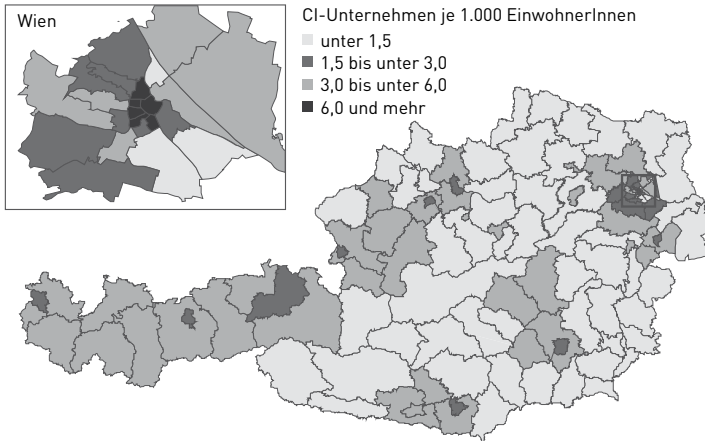 Wien
CI-Unternehmen je 1.000 EinwohnerInnen
unter 1,5
1,5 bis unter 3,0
3,0 bis unter 6,0
6,0 und mehr